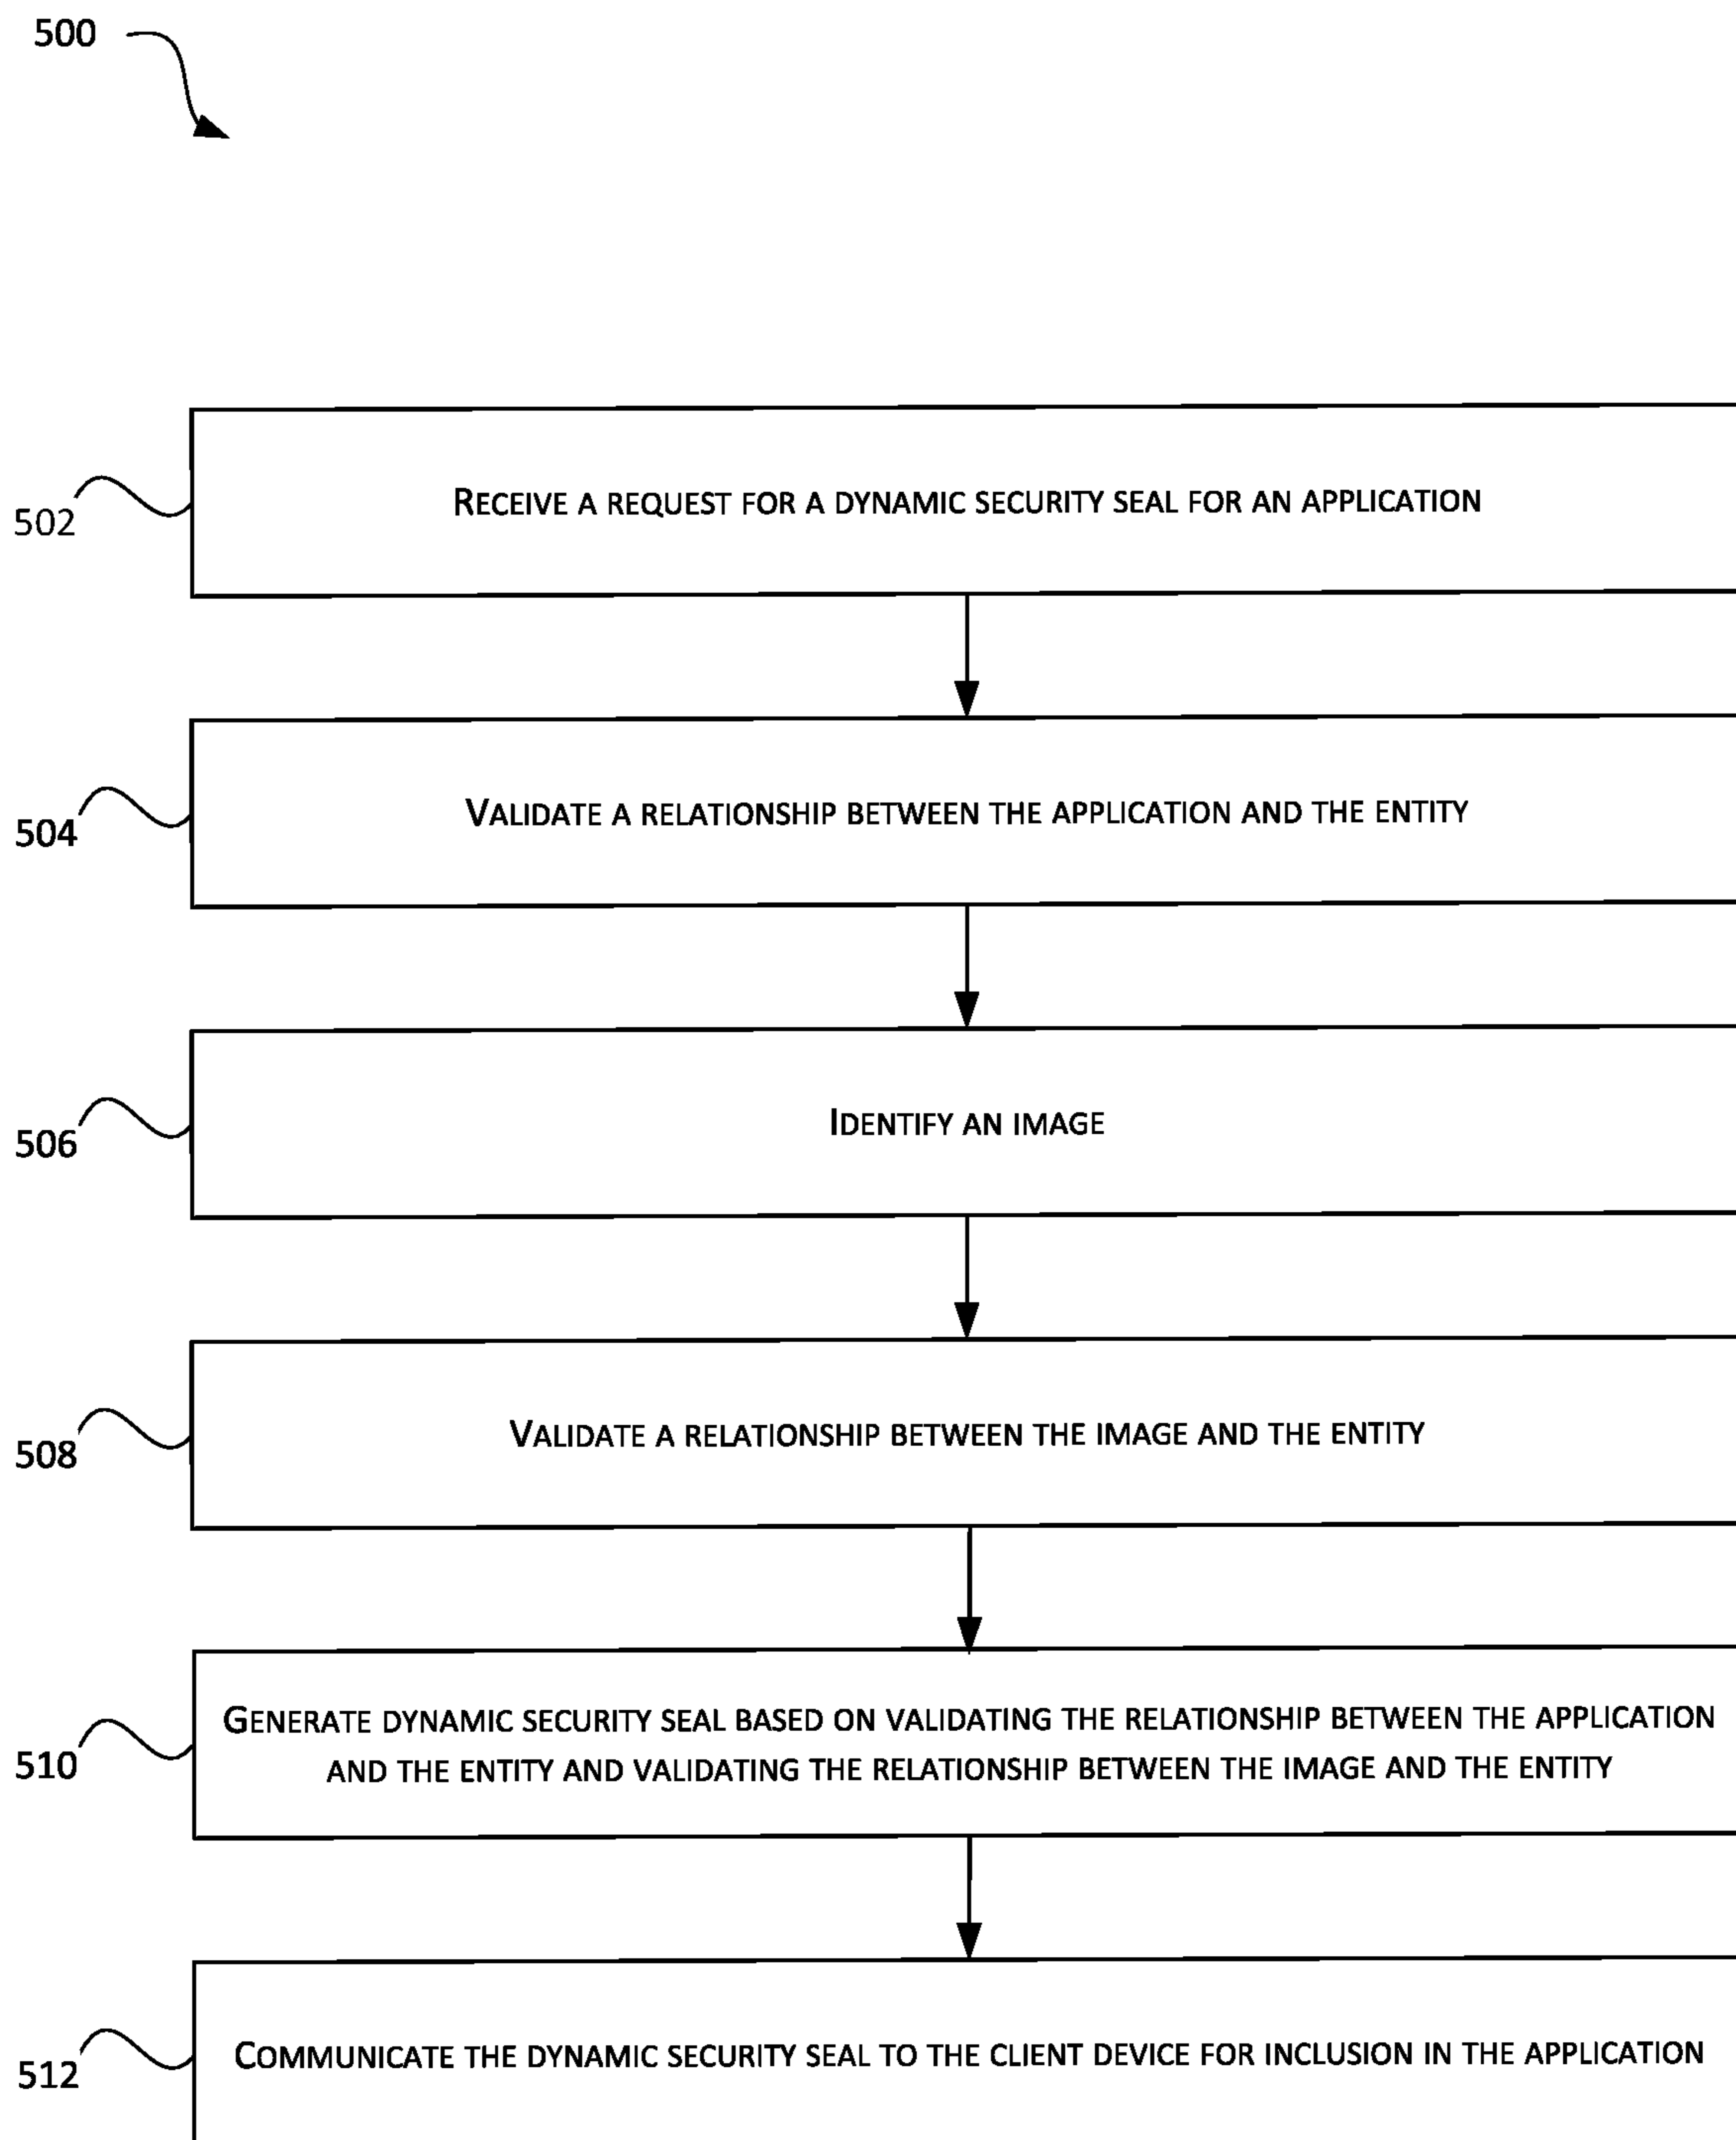 500
502
RECEIVE A REQUEST FOR A DYNAMIC SECURITY SEAL FOR AN APPLICATION
504
VALIDATE A RELATIONSHIP BETWEEN THE APPLICATION AND THE ENTITY
506
IDENTIFY AN IMAGE
508
VALIDATE A RELATIONSHIP BETWEEN THE IMAGE AND THE ENTITY
510
GENERATE DYNAMIC SECURITY SEAL BASED ON VALIDATING THE RELATIONSHIP BETWEEN THE APPLICATION
AND THE ENTITY AND VALIDATING THE RELATIONSHIP BETWEEN THE IMAGE AND THE ENTITY
512
COMMUNICATE THE DYNAMIC SECURITY SEAL TO THE CLIENT DEVICE FOR INCLUSION IN THE APPLICATION